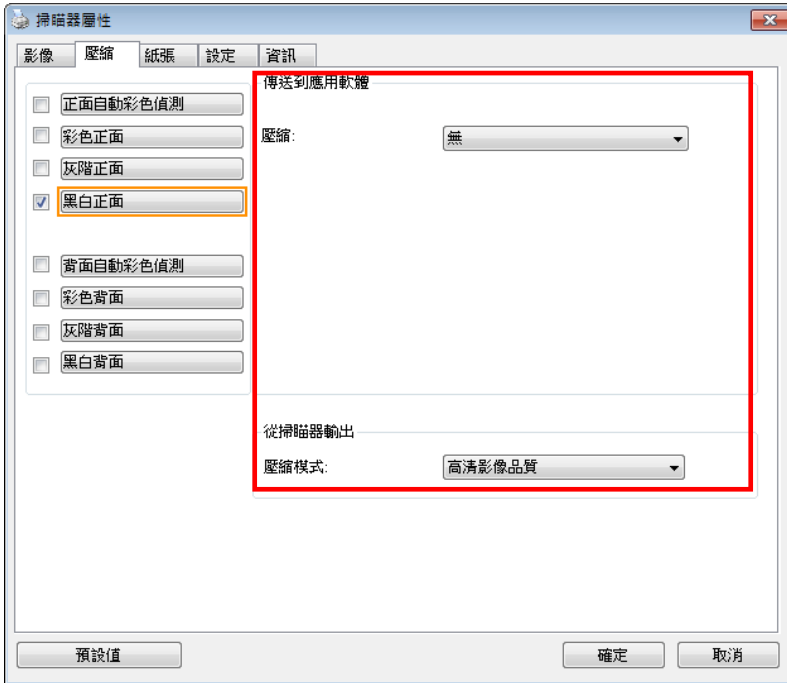 掃瞄器屬性
影像 壓縮 紙張 設定 資訊
正面自動彩色偵測
彩色正面
灰階正面
黑白正面
背面自動彩色偵測
彩色背面
灰階背面
黑白背面
傳送到應用軟體
壓縮: 無
從掃瞄器輸出
壓縮模式: 高清影像品質
預設值 確定 取消